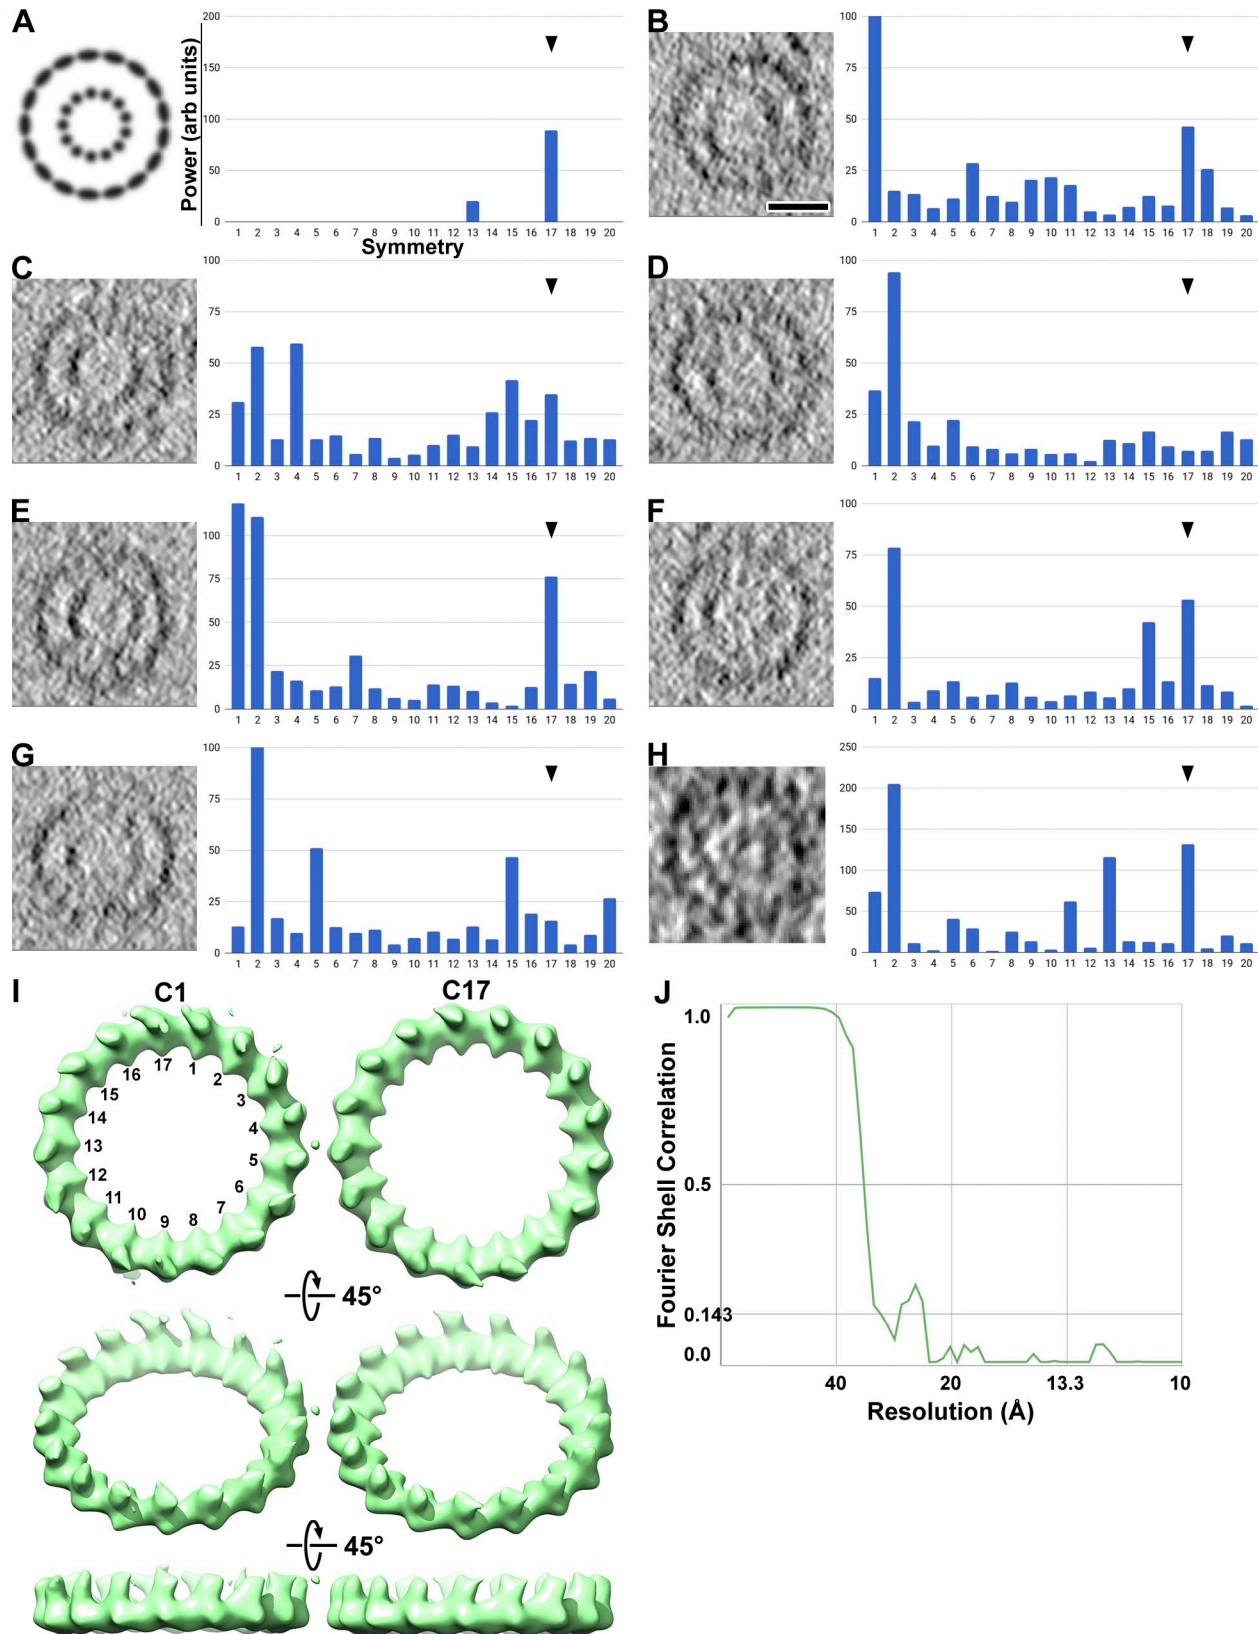 A
Power (arb units)
200
150
100
50
0
1 2 3 4 5 6 7 8 9 10 11 12 13 14 15 16 17 18 19 20
Symmetry
B
100
75
50
25
0
1 2 3 4 5 6 7 8 9 10 11 12 13 14 15 16 17 18 19 20
C
100
75
50
25
0
1 2 3 4 5 6 7 8 9 10 11 12 13 14 15 16 17 18 19 20
D
100
75
50
25
0
1 2 3 4 5 6 7 8 9 10 11 12 13 14 15 16 17 18 19 20
E
100
75
50
25
0
1 2 3 4 5 6 7 8 9 10 11 12 13 14 15 16 17 18 19 20
F
100
75
50
25
0
1 2 3 4 5 6 7 8 9 10 11 12 13 14 15 16 17 18 19 20
G
100
75
50
25
0
1 2 3 4 5 6 7 8 9 10 11 12 13 14 15 16 17 18 19 20
H
250
200
150
100
50
0
1 2 3 4 5 6 7 8 9 10 11 12 13 14 15 16 17 18 19 20
I
C1
C17
1
2
3
4
5
6
7
8
9
10
11
12
13
14
15
16
17
45°
45°
J
Fourier Shell Correlation
1.0
0.5
0.143
0.0
40 20 13.3 10
Resolution (Å)